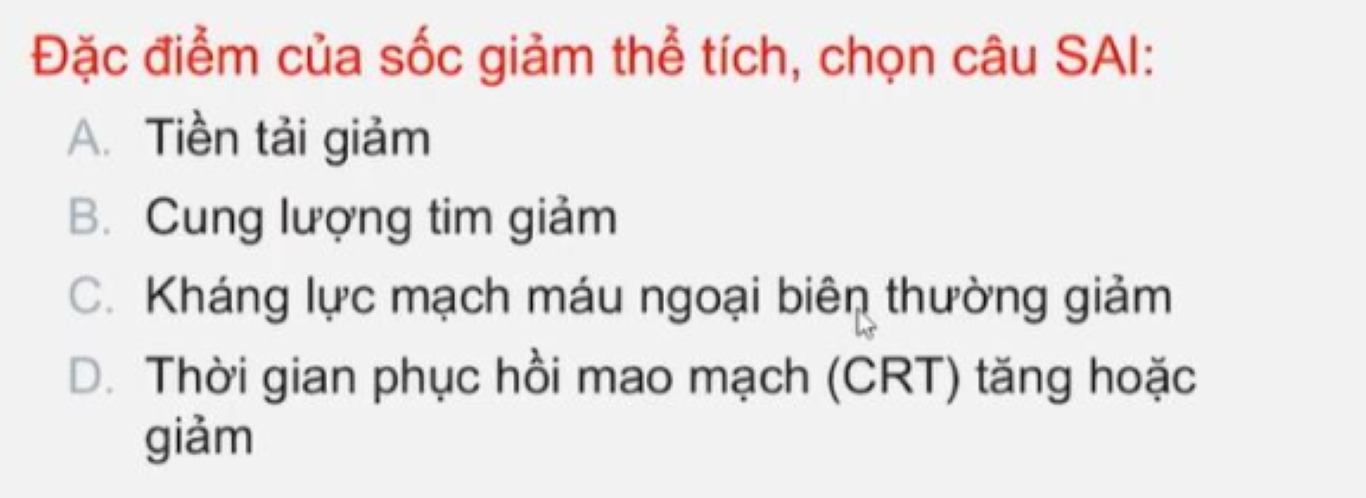 Đặc điểm của sốc giảm thể tích, chọn câu SAI:
A. Tiền tải giảm
B. Cung lượng tim giảm
C. Kháng lực mạch máu ngoại biên thường giảm
D. Thời gian phục hồi mao mạch (CRT) tăng hoặc
giảm